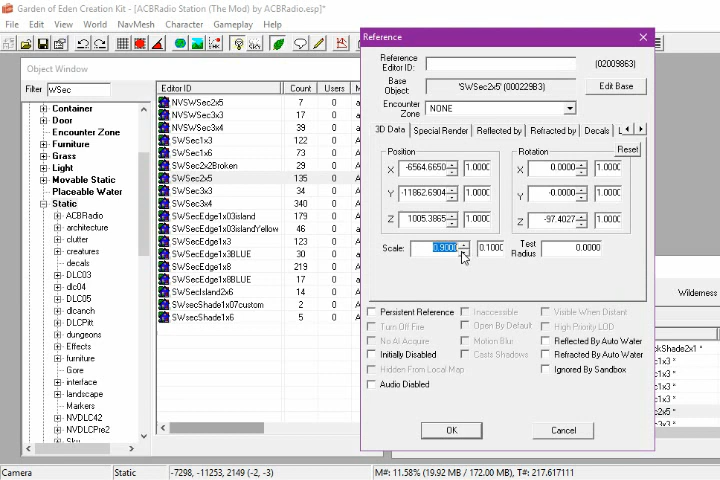 Garden of Eden Creation Kit - ACBRadio Station (The Mod) by ACBRadio.esp]*
File Edit View World NavMesh Character Gameplay Help
Object Window
Filter wSec
Container
Door
Encounter Zone
Furniture
Grass
Light
Movable Static
Placeable Water
Static
ACBRadio
architecture
clutter
creatures
decals
DLC03
dlc04
DLC05
dlcanch
DLCPitt
dungeons
Effects
furniture
Gore
interface
landscape
Markers
NVDLC42
NVDLCPre2
Editor ID Count Users
NVSWSec2x5 7 0
NVSWSec3x3 17 0
NVSWSec3x4 39 0
SWSec1x3 122 0
SWSec1x6 73 0
SWSec2x2Broken 29 0
SWSec2x5 135 0
SWSec3x3 34 0
SWSec3x4 340 0
SWSecEdge1x03island 179 0
SWSecEdge1x03islandYellow 46 0
SWSecEdge1x3 123 0
SWSecEdge1x3BLUE 30 0
SWSecEdge1x8 219 0
SWSecEdge1x8BLUE 17 0
SWSecIsland2x6 14 0
SWsecShade1x07custom 2 0
SWsecShade1x6 5 0
Reference
Reference Editor ID: (02009863)
Base Object: 'SWSec2x5' (000229B3) Edit Base
Encounter Zone NONE
3D Data Special Render Reflected by Refracted by Decals L
Reset
Position Rotation
X -6564.6650 1.0000 X 0.0000 1.0000
Y -11862.6904 1.0000 Y -0.0000 1.0000
Z 1005.3865 1.0000 Z -97.4027 1.0000
Scale: 0.9000 0.1000 Test Radius 0.0000
Persistent Reference Inaccessible Visible When Distant
Turn Off Fire Open By Default High Priority LOD
No AI Acquire Motion Blur Reflected By Auto Water
Initially Disabled Casts Shadows Refracted By Auto Water
Hidden From Local Map Ignored By Sandbox
Audio Diabled
OK Cancel
Wilderness
ckShade2x1 *
c1x3 *
c1x3 *
c1x3 *
2x5 *
Camera Static -7298, -11253, 2149 (-2, -3) M#: 11.58% (19.92 MB / 172.00 MB), T#: 217.617111